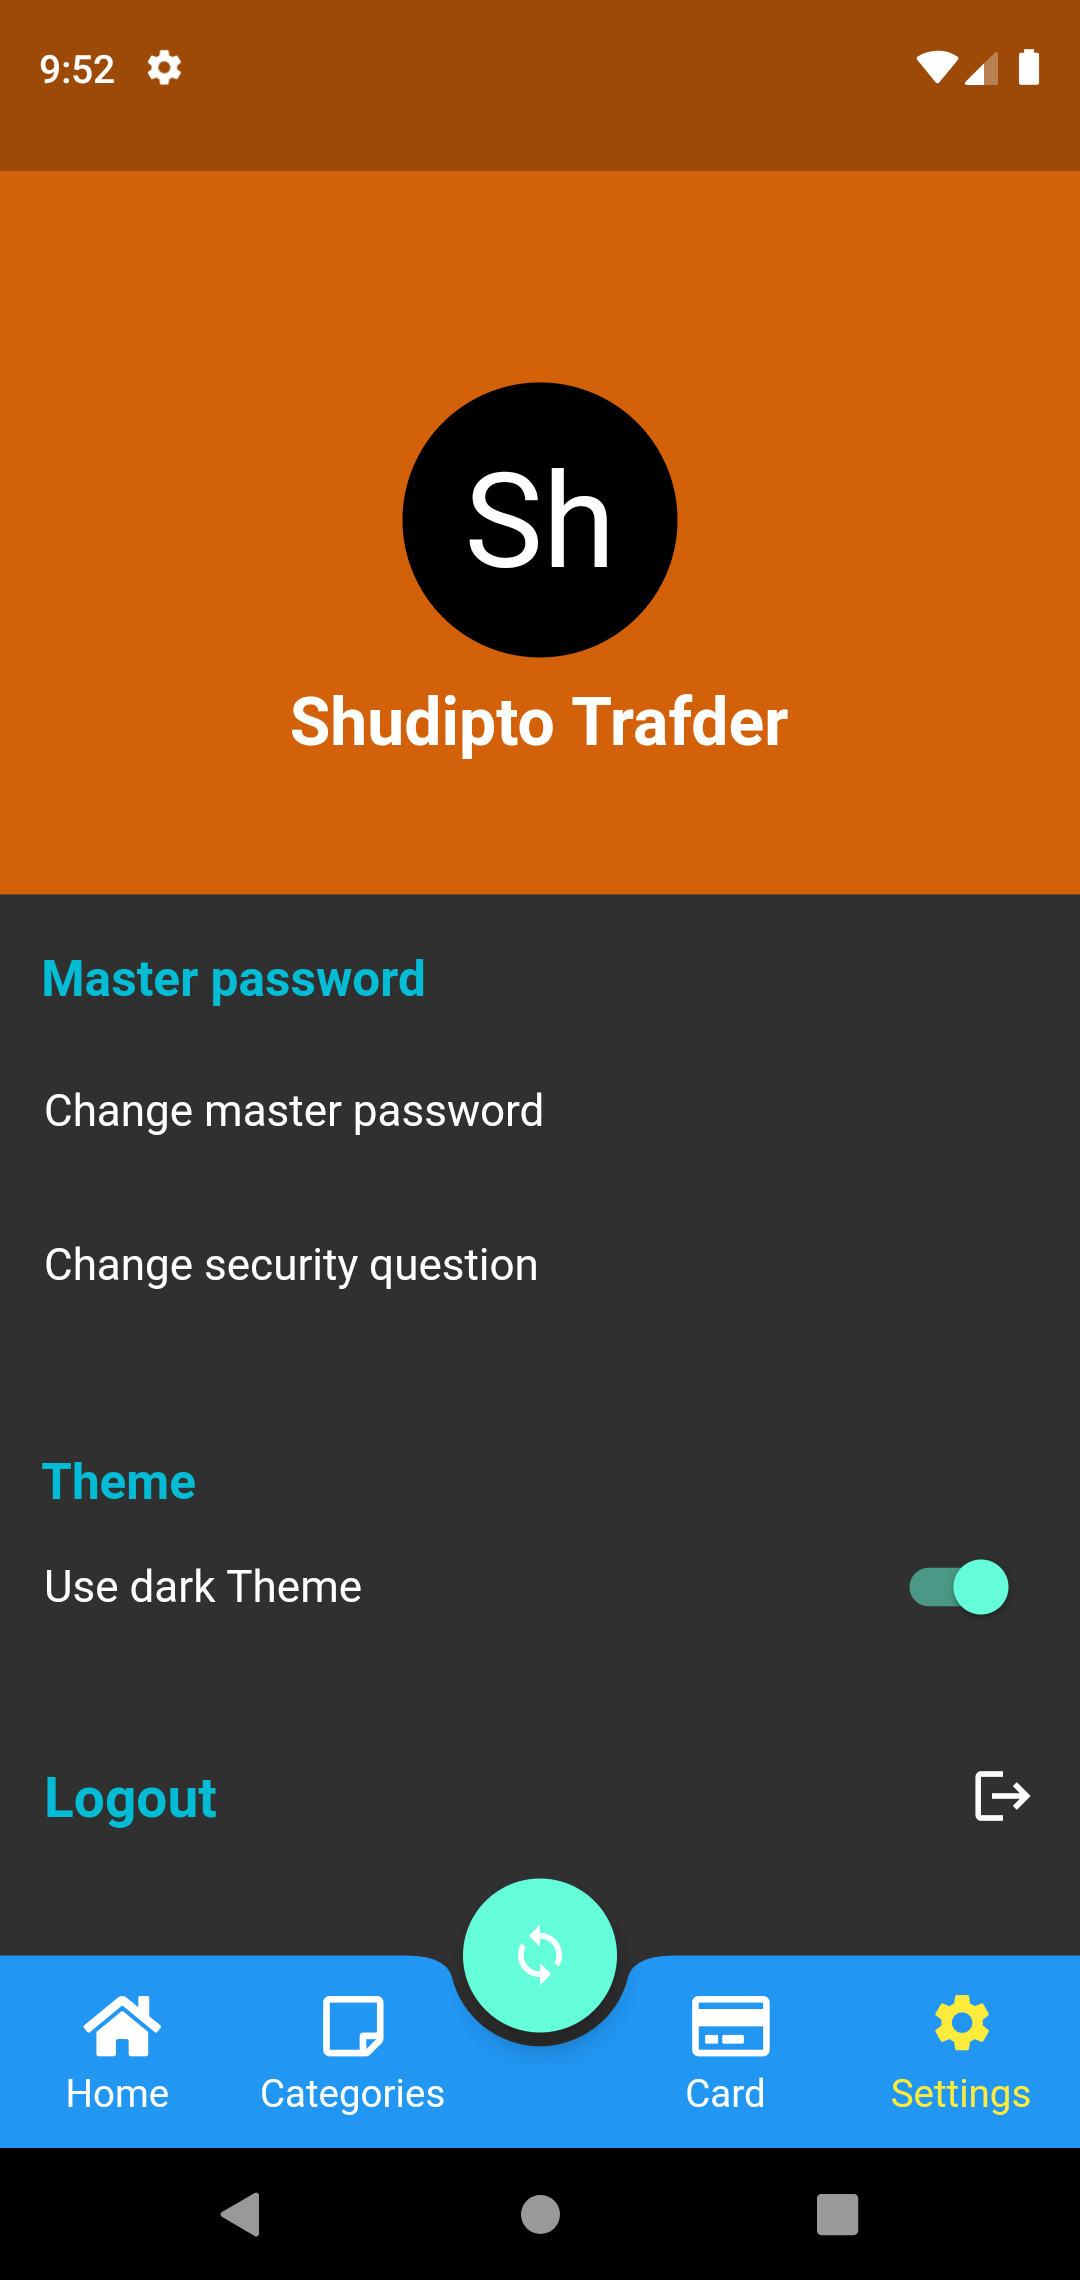 9:52
Sh
Shudipto Trafder
Master password
Change master password
Change security question
Theme
Use dark Theme
Logout
Home
Categories
Card
Settings